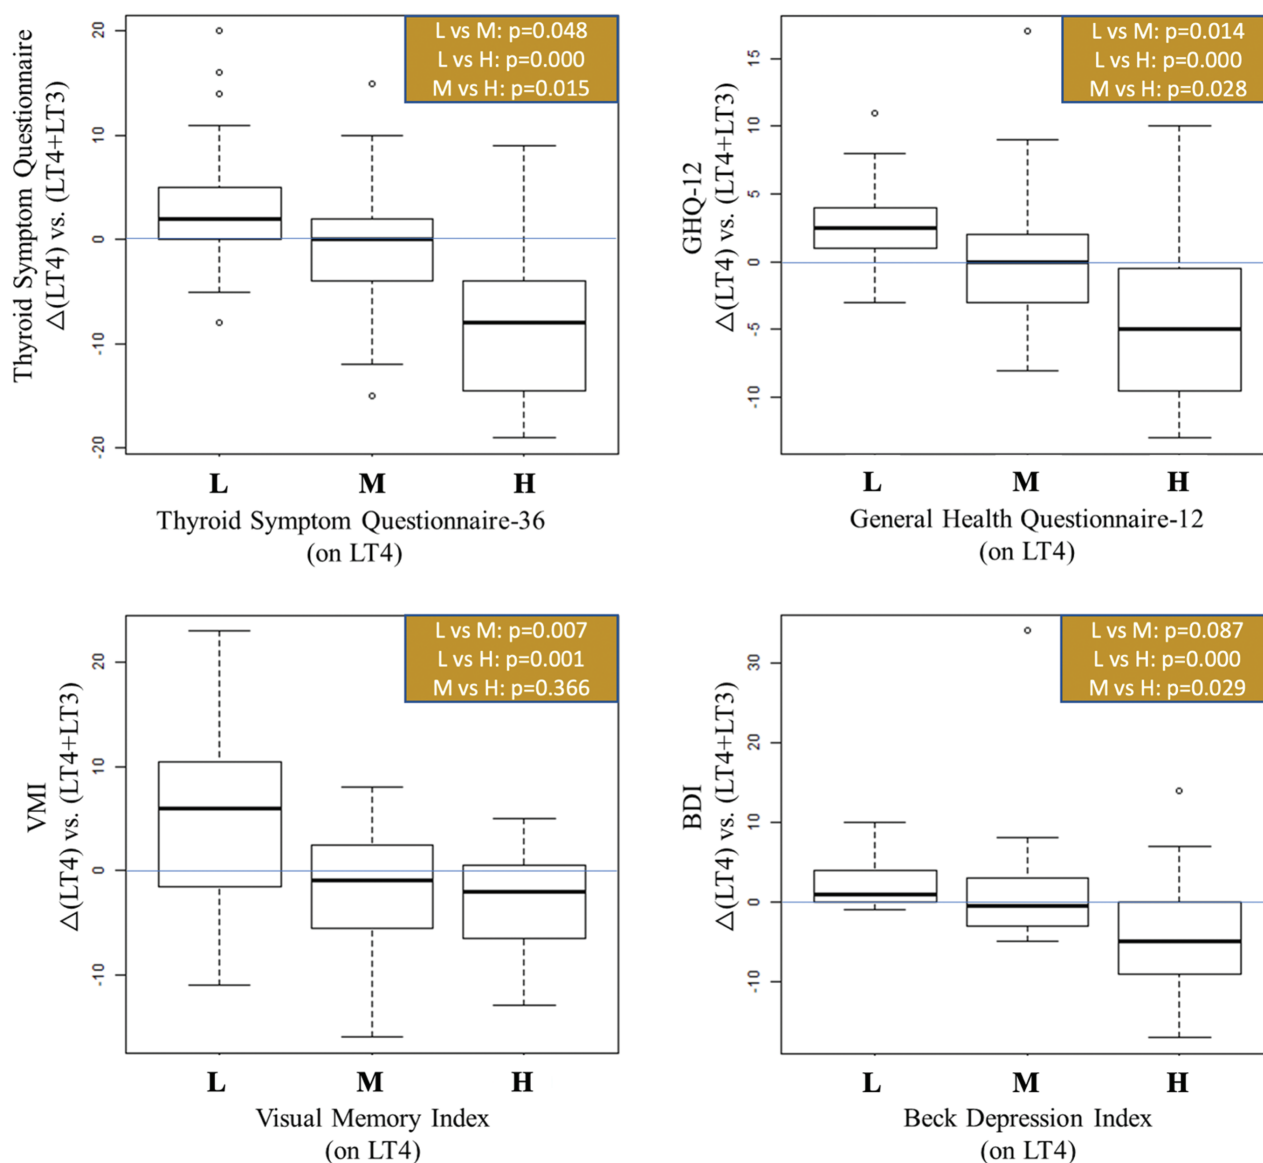 Thyroid Symptom Questionnaire
△(LT4) vs. (LT4+LT3)
20
10
0
-10
-20
L vs M: p=0.048
L vs H: p=0.000
M vs H: p=0.015
L M H
Thyroid Symptom Questionnaire-36
(on LT4)
GHQ-12
△(LT4) vs. (LT4+LT3)
15
10
5
0
-5
-10
L vs M: p=0.014
L vs H: p=0.000
M vs H: p=0.028
L M H
General Health Questionnaire-12
(on LT4)
VMI
△(LT4) vs. (LT4+LT3)
20
10
0
-10
L vs M: p=0.007
L vs H: p=0.001
M vs H: p=0.366
L M H
Visual Memory Index
(on LT4)
BDI
△(LT4) vs. (LT4+LT3)
30
20
10
0
-10
L vs M: p=0.087
L vs H: p=0.000
M vs H: p=0.029
L M H
Beck Depression Index
(on LT4)